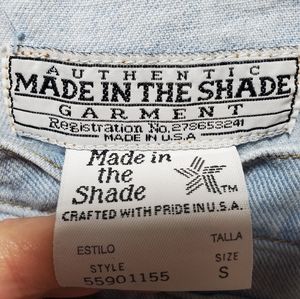 AUTHENTIC
MADE IN THE SHADE
GARMENT
Registration No. 278653241
MADE IN U.S.A.
Made in
the
Shade
TM
CRAFTED WITH PRIDE IN U.S.A.
ESTILO TALLA
STYLE SIZE
55901155 S